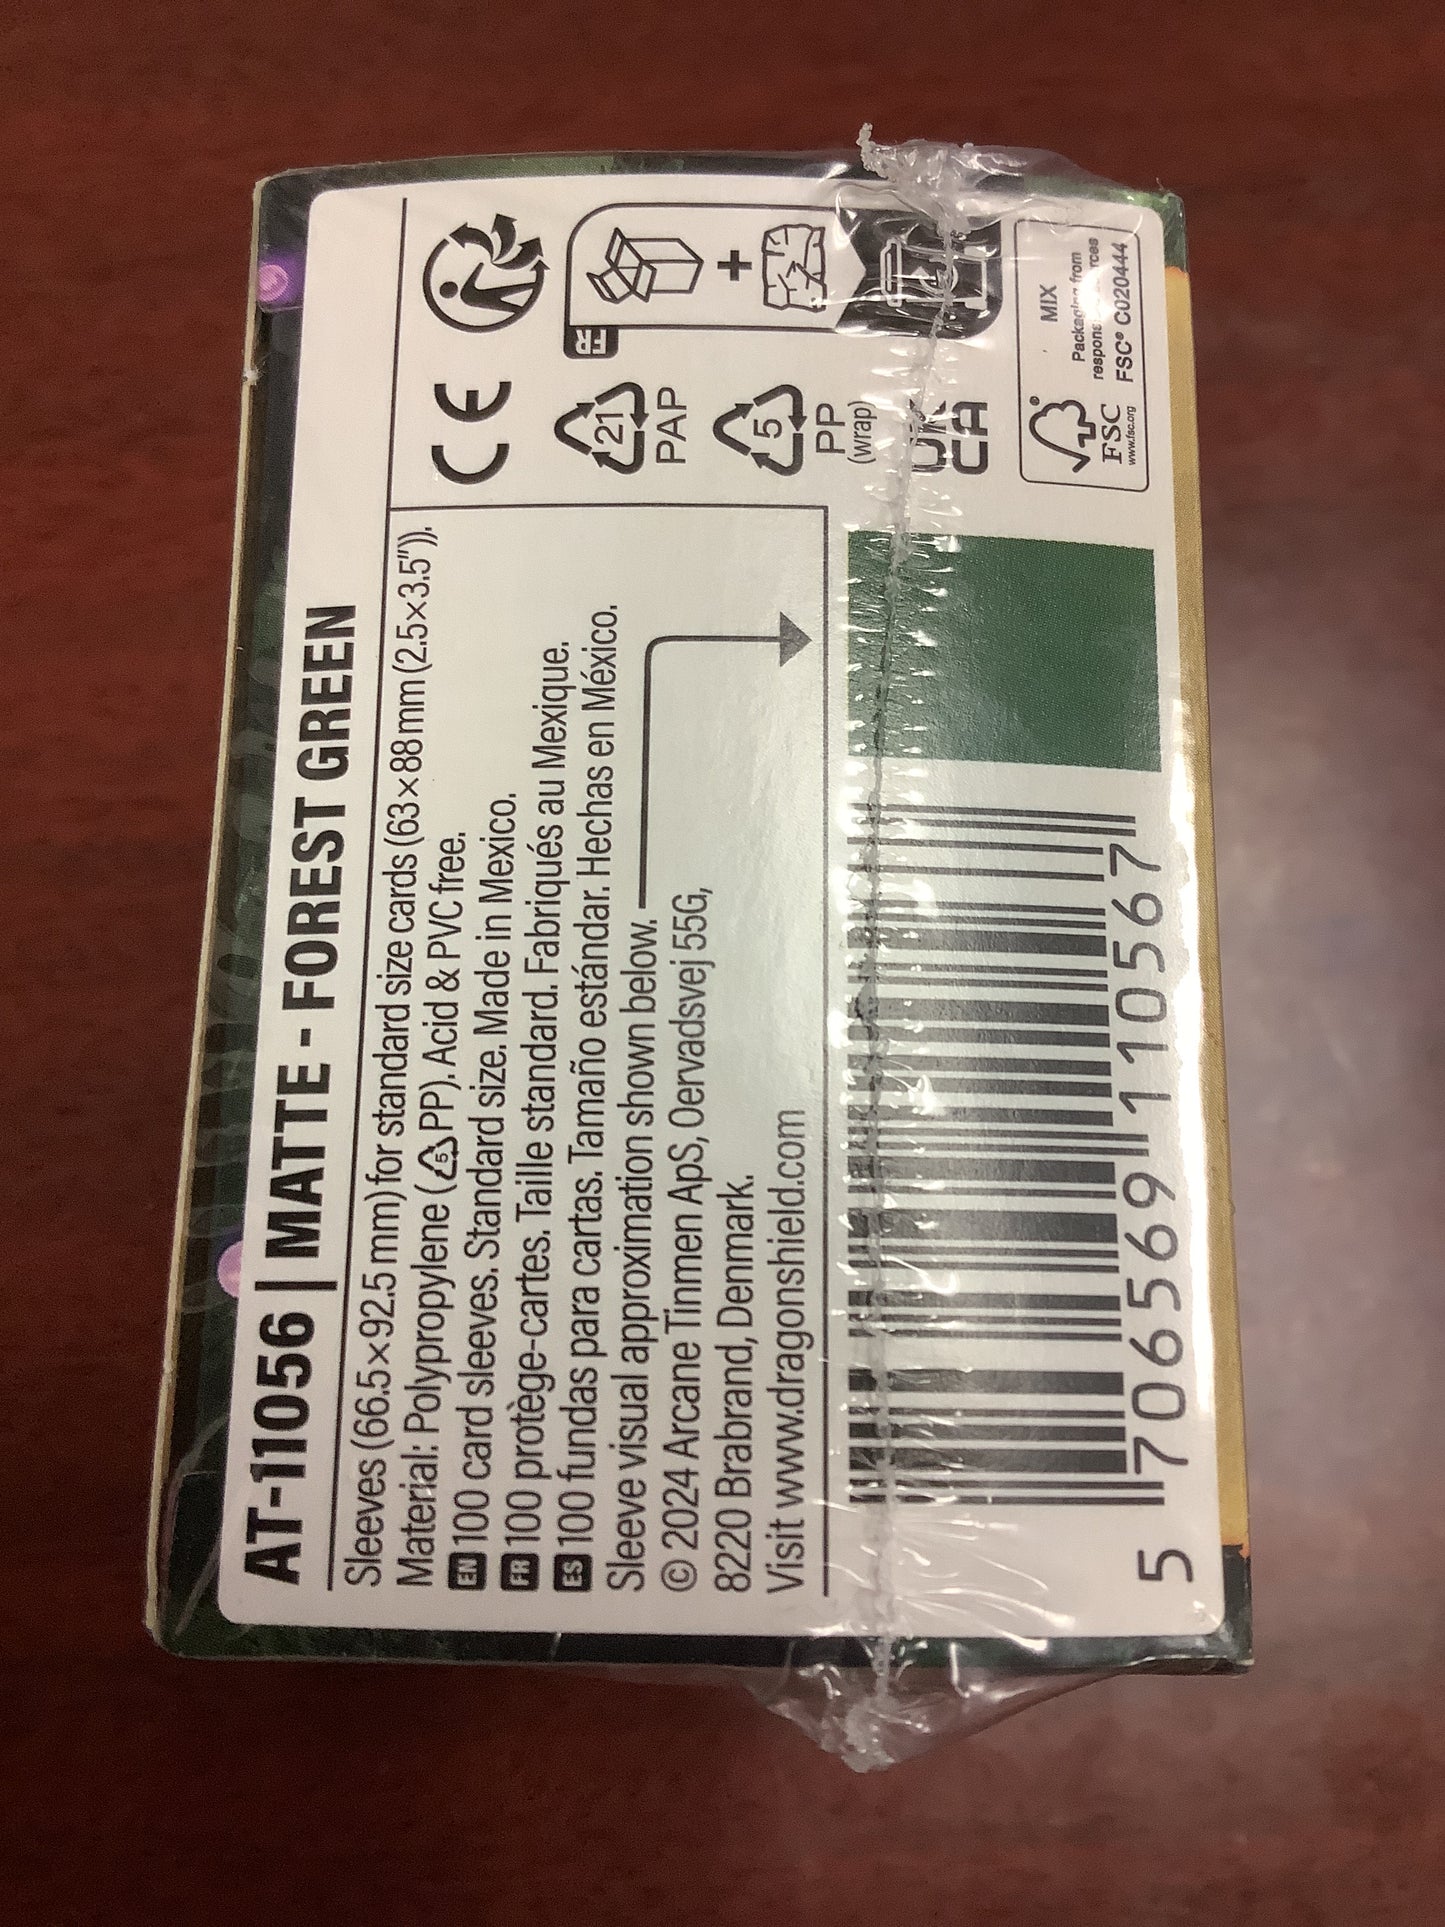 AT-11056 | MATTE - FOREST GREEN
Sleeves (66.5×92.5 mm) for standard size cards (63×88 mm (2.5×3.5")).
Material: Polypropylene (5 PP). Acid & PVC free.
EN 100 card sleeves. Standard size. Made in Mexico.
FR 100 protège-cartes. Taille standard. Fabriqués au Mexique.
ES 100 fundas para cartas. Tamaño estándar. Hechas en México.
Sleeve visual approximation shown below.
© 2024 Arcane Tinmen ApS, Oervadsvej 55G,
8220 Brabrand, Denmark.
Visit www.dragonshield.com
5 706569 110567
CE
FR
+
21
PAP
5
PP
(wrap)
UK
CA
FSC®
www.fsc.org
MIX
Packaging from
FSC® C020444